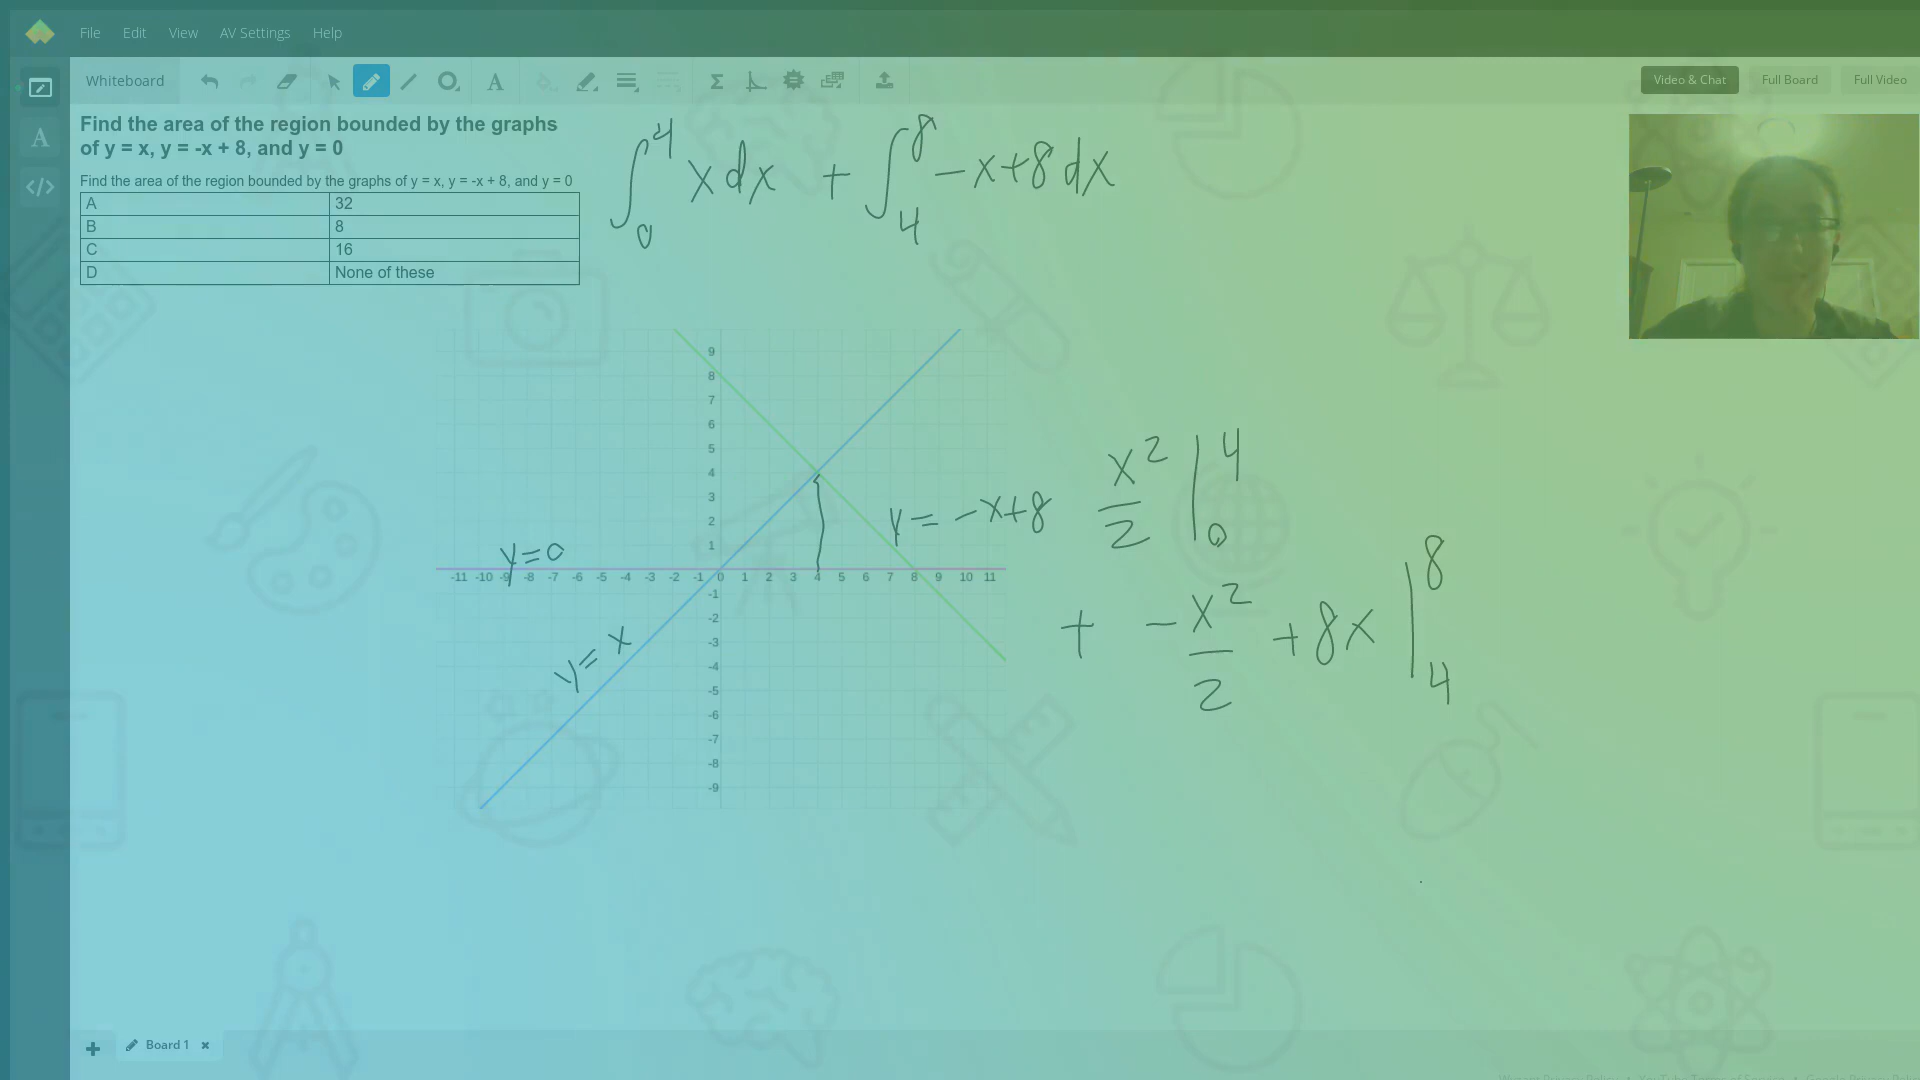 File Edit View AV Settings Help
Whiteboard A Σ Video & Chat Full Board Full Video
A
</>
Find the area of the region bounded by the graphs
of y = x, y = -x + 8, and y = 0
Find the area of the region bounded by the graphs of y = x, y = -x + 8, and y = 0
A 32
B 8
C 16
D None of these
∫₀⁴ x dx + ∫₄⁸ -x+8 dx
9
8
7
6
5
4
3
2
1
-11 -10 -9 -8 -7 -6 -5 -4 -3 -2 -1 0 1 2 3 4 5 6 7 8 9 10 11
-1
-2
-3
-4
-5
-6
-7
-8
-9
y = 0
y = x
y = -x+8
x²/2 |₀⁴
+ -x²/2 +8x |₄⁸
Board 1